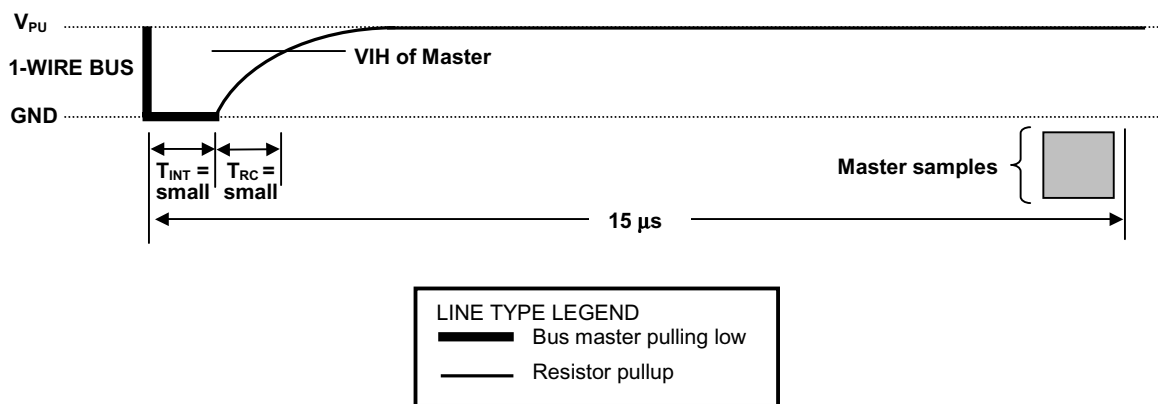 VPU
1-WIRE BUS
VIH of Master
GND
TINT = small
TRC = small
Master samples
15 μs
LINE TYPE LEGEND
Bus master pulling low
Resistor pullup